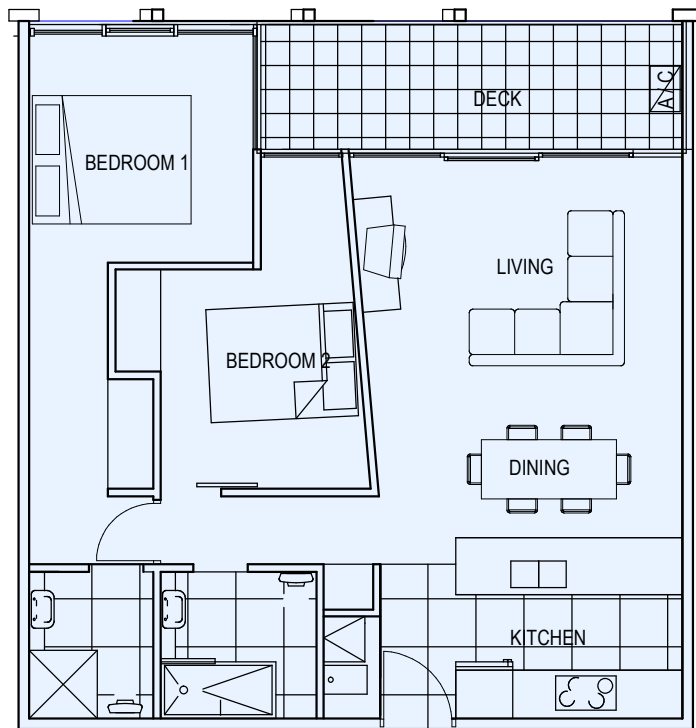 DECK
A/C
BEDROOM 1
LIVING
BEDROOM 2
DINING
KITCHEN